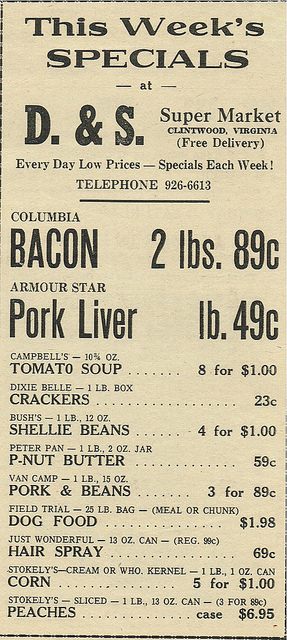 This Week's
SPECIALS
— at —
D. & S. Super Market
CLINTWOOD, VIRGINIA
(Free Delivery)
Every Day Low Prices — Specials Each Week!
TELEPHONE 926-6613
COLUMBIA
BACON 2 lbs. 89c
ARMOUR STAR
Pork Liver lb. 49c
CAMPBELL'S — 10¾ OZ.
TOMATO SOUP ....... 8 for $1.00
DIXIE BELLE — 1 LB. BOX
CRACKERS ................ 23c
BUSH'S — 1 LB., 12 OZ.
SHELLIE BEANS ...... 4 for $1.00
PETER PAN — 1 LB., 2 OZ. JAR
P-NUT BUTTER ............. 59c
VAN CAMP — 1 LB., 15 OZ.
PORK & BEANS ........ 3 for 89c
FIELD TRIAL — 25 LB. BAG — (MEAL OR CHUNK)
DOG FOOD .............. $1.98
JUST WONDERFUL — 13 OZ. CAN — (REG. 99c)
HAIR SPRAY ............... 69c
STOKELY'S—CREAM OR WHO. KERNEL — 1 LB., 1 OZ. CAN
CORN ................ 5 for $1.00
STOKELY'S — SLICED — 1 LB., 13 OZ. CAN — (3 FOR 89c)
PEACHES ............. case $6.95